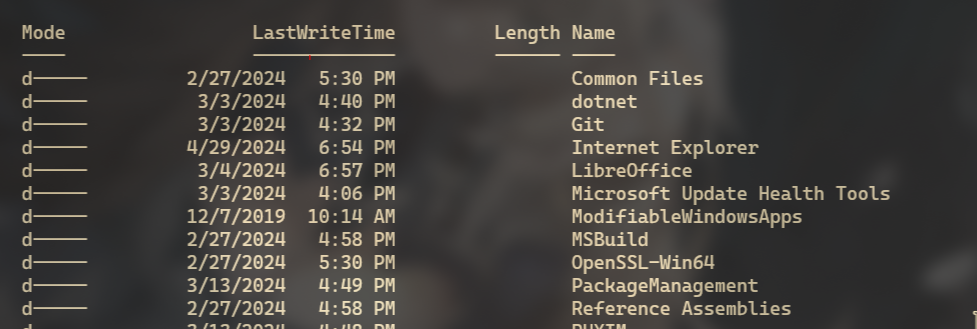 Mode LastWriteTime Length Name
---- ------------- ------ ----
d----- 2/27/2024 5:30 PM Common Files
d----- 3/3/2024 4:40 PM dotnet
d----- 3/3/2024 4:32 PM Git
d----- 4/29/2024 6:54 PM Internet Explorer
d----- 3/4/2024 6:57 PM LibreOffice
d----- 3/3/2024 4:06 PM Microsoft Update Health Tools
d----- 12/7/2019 10:14 AM ModifiableWindowsApps
d----- 2/27/2024 4:58 PM MSBuild
d----- 2/27/2024 5:30 PM OpenSSL-Win64
d----- 3/13/2024 4:49 PM PackageManagement
d----- 2/27/2024 4:58 PM Reference Assemblies